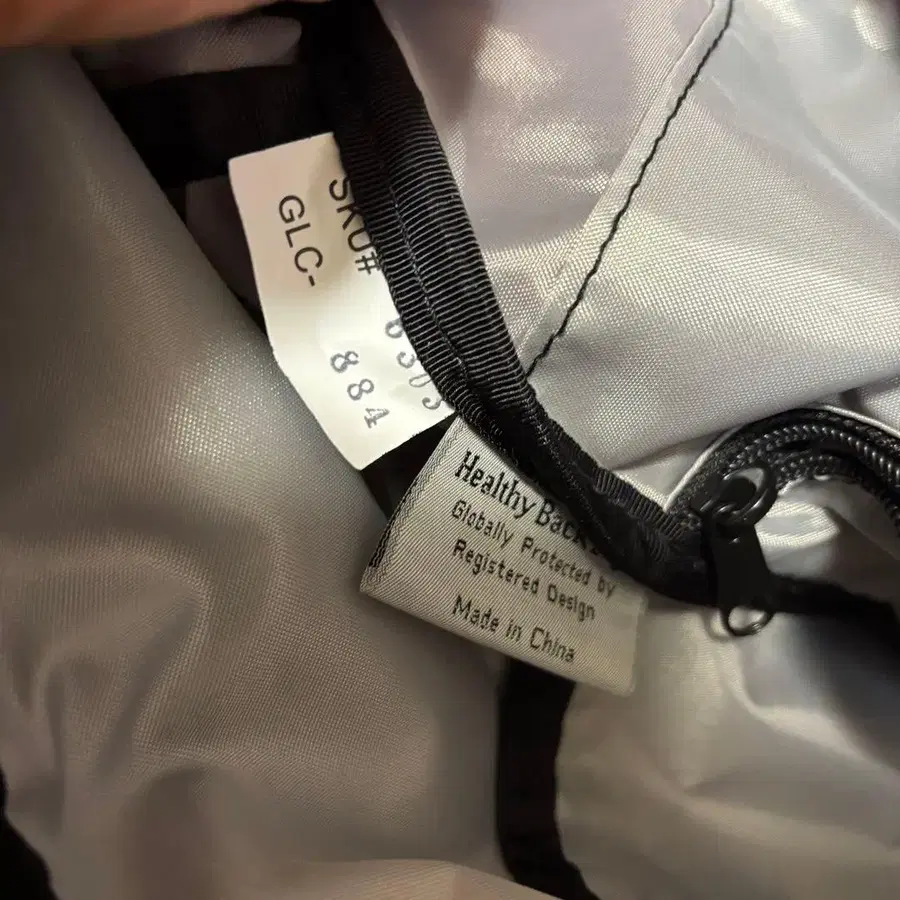 SKU#
GLC-
884
Healthy Back
Globally Protected by
Registered Design
Made in China